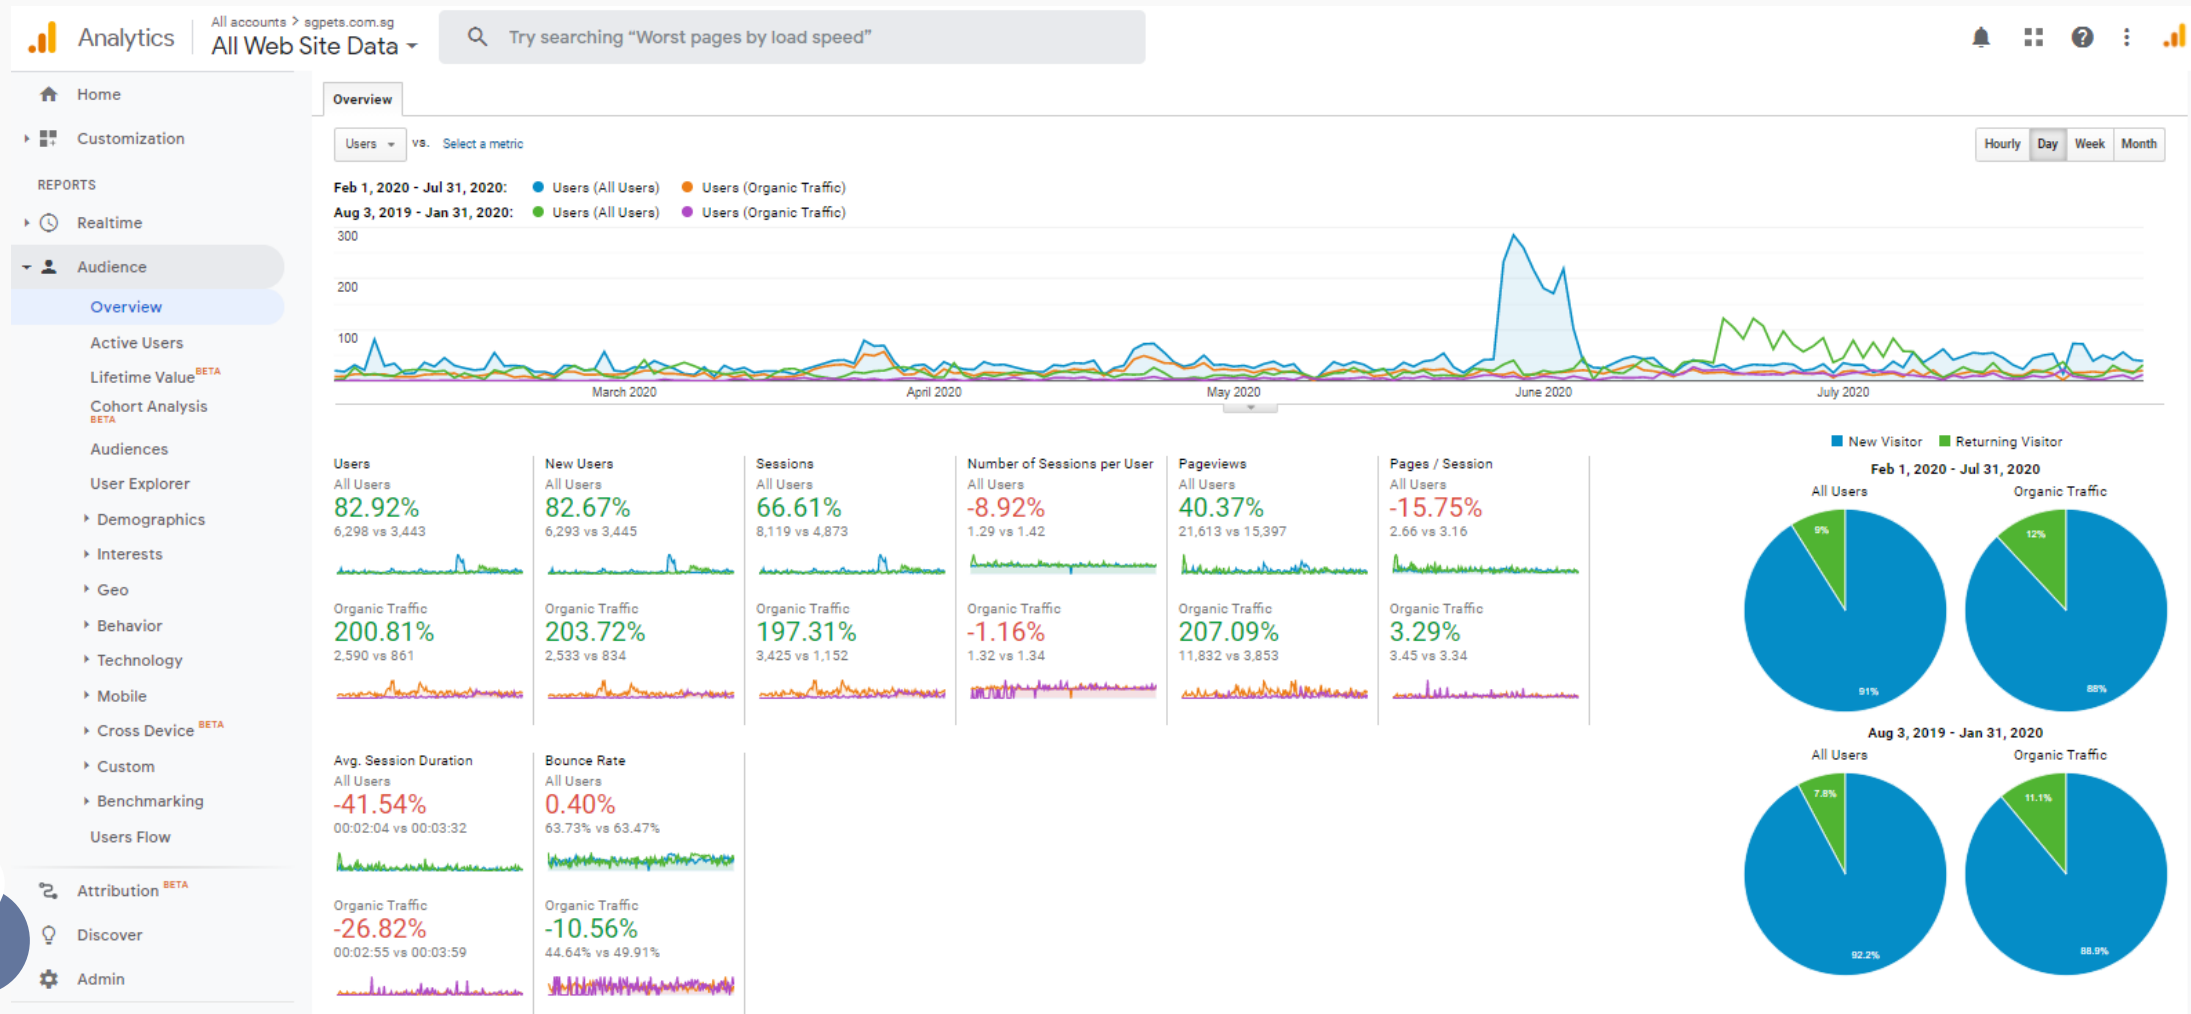 Analytics
All accounts > sgpets.com.sg
All Web Site Data
Try searching “Worst pages by load speed”
Home
Customization
REPORTS
Realtime
Audience
Overview
Active Users
Lifetime Value BETA
Cohort Analysis
BETA
Audiences
User Explorer
Demographics
Interests
Geo
Behavior
Technology
Mobile
Cross Device BETA
Custom
Benchmarking
Users Flow
Attribution BETA
Discover
Admin
Overview
Users vs. Select a metric
Hourly Day Week Month
Feb 1, 2020 - Jul 31, 2020: Users (All Users) Users (Organic Traffic)
Aug 3, 2019 - Jan 31, 2020: Users (All Users) Users (Organic Traffic)
300
200
100
March 2020 April 2020 May 2020 June 2020 July 2020
Users
All Users
82.92%
6,298 vs 3,443
Organic Traffic
200.81%
2,590 vs 861
New Users
All Users
82.67%
6,293 vs 3,445
Organic Traffic
203.72%
2,533 vs 834
Sessions
All Users
66.61%
8,119 vs 4,873
Organic Traffic
197.31%
3,425 vs 1,152
Number of Sessions per User
All Users
-8.92%
1.29 vs 1.42
Organic Traffic
-1.16%
1.32 vs 1.34
Pageviews
All Users
40.37%
21,613 vs 15,397
Organic Traffic
207.09%
11,832 vs 3,853
Pages / Session
All Users
-15.75%
2.66 vs 3.16
Organic Traffic
3.29%
3.45 vs 3.34
Avg. Session Duration
All Users
-41.54%
00:02:04 vs 00:03:32
Organic Traffic
-26.82%
00:02:55 vs 00:03:59
Bounce Rate
All Users
0.40%
63.73% vs 63.47%
Organic Traffic
-10.56%
44.64% vs 49.91%
New Visitor Returning Visitor
Feb 1, 2020 - Jul 31, 2020
All Users Organic Traffic
9% 12%
91% 88%
Aug 3, 2019 - Jan 31, 2020
All Users Organic Traffic
7.8% 11.1%
92.2% 88.9%